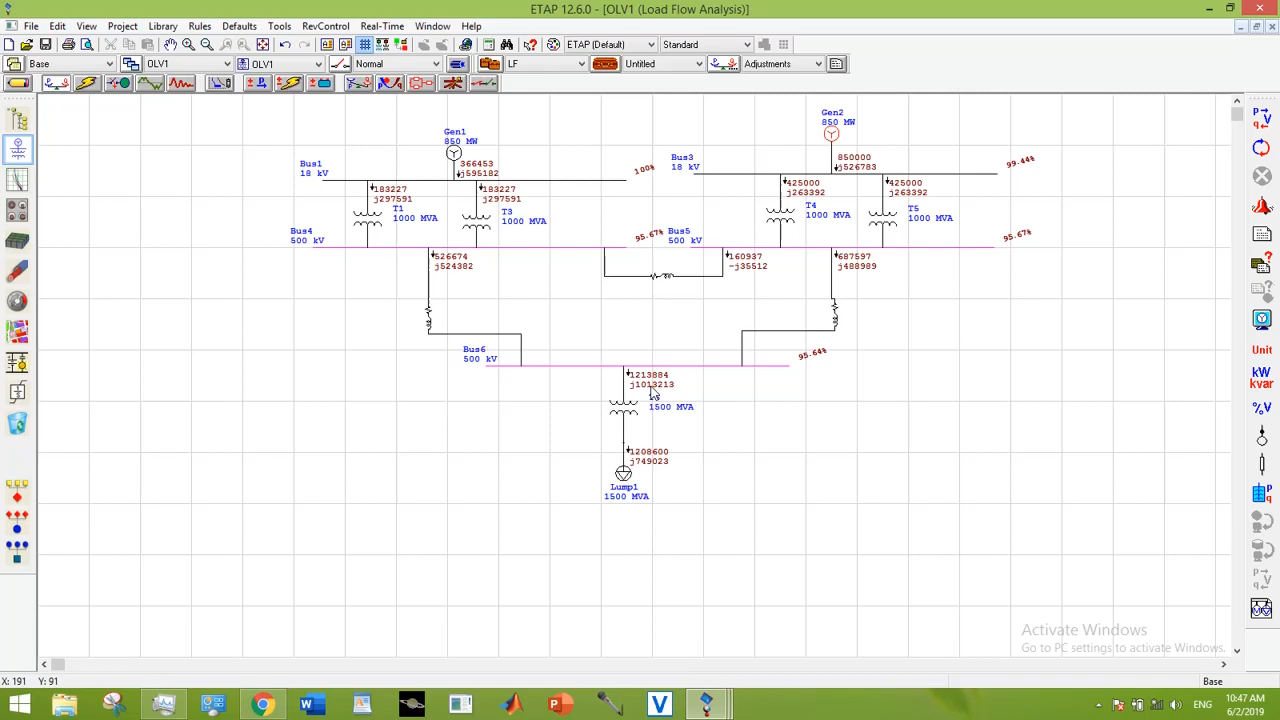 ETAP 12.6.0 - [OLV1 (Load Flow Analysis)]
File Edit View Project Library Rules Defaults Tools RevControl Real-Time Window Help
ETAP (Default) Standard
Base OLV1 OLV1 Normal LF Untitled Adjustments
Gen1
850 MW
366453
j595182
Bus1
18 kV
100%
183227
j297591
183227
j297591
T1
1000 MVA
T3
1000 MVA
Bus4
500 kV
95.67%
Gen2
850 MW
850000
j526783
Bus3
18 kV
99.44%
425000
j263392
425000
j263392
T4
1000 MVA
T5
1000 MVA
Bus5
500 kV
95.67%
526674
j524382
160937
-j35512
687597
j488989
Bus6
500 kV
95.64%
1213884
j1013213
1500 MVA
1208600
j749023
Lump1
1500 MVA
Unit
kW
kvar
%V
Activate Windows
Go to PC settings to activate Windows.
X: 191 Y: 91
Base
ENG
10:47 AM
6/2/2019